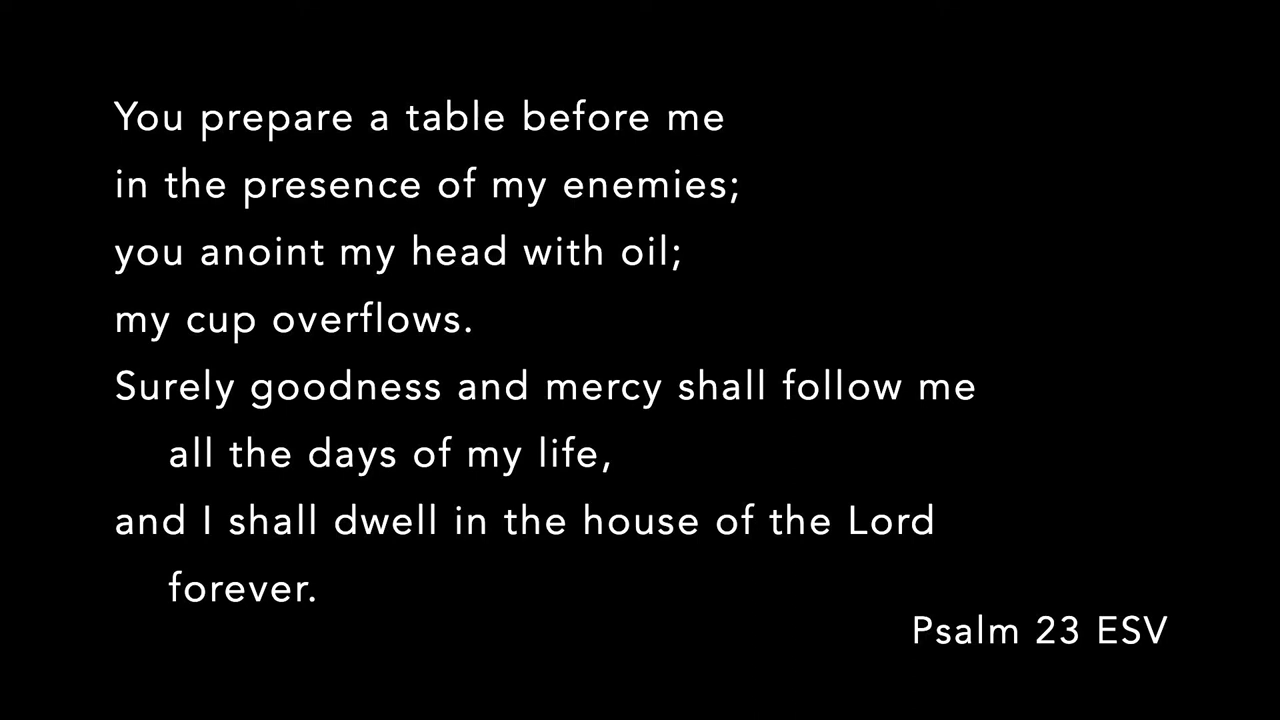 You prepare a table before me
in the presence of my enemies;
you anoint my head with oil;
my cup overflows.
Surely goodness and mercy shall follow me
all the days of my life,
and I shall dwell in the house of the Lord
forever.
Psalm 23 ESV